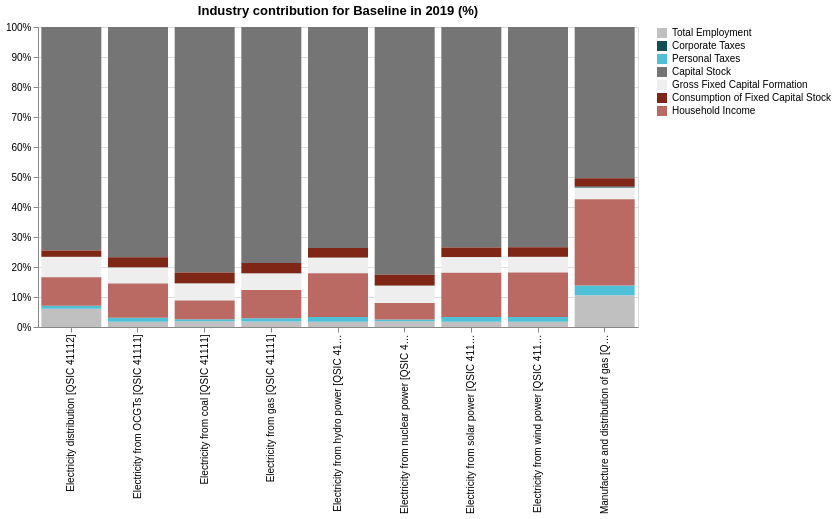 Industry contribution for Baseline in 2019 (%)
100%
90%
80%
70%
60%
50%
40%
30%
20%
10%
0%
Electricity distribution [QSIC 41112]
Electricity from OCGTs [QSIC 41111]
Electricity from coal [QSIC 41111]
Electricity from gas [QSIC 41111]
Electricity from hydro power [QSIC 41…
Electricity from nuclear power [QSIC 4…
Electricity from solar power [QSIC 411…
Electricity from wind power [QSIC 411…
Manufacture and distribution of gas [Q…
Total Employment
Corporate Taxes
Personal Taxes
Capital Stock
Gross Fixed Capital Formation
Consumption of Fixed Capital Stock
Household Income